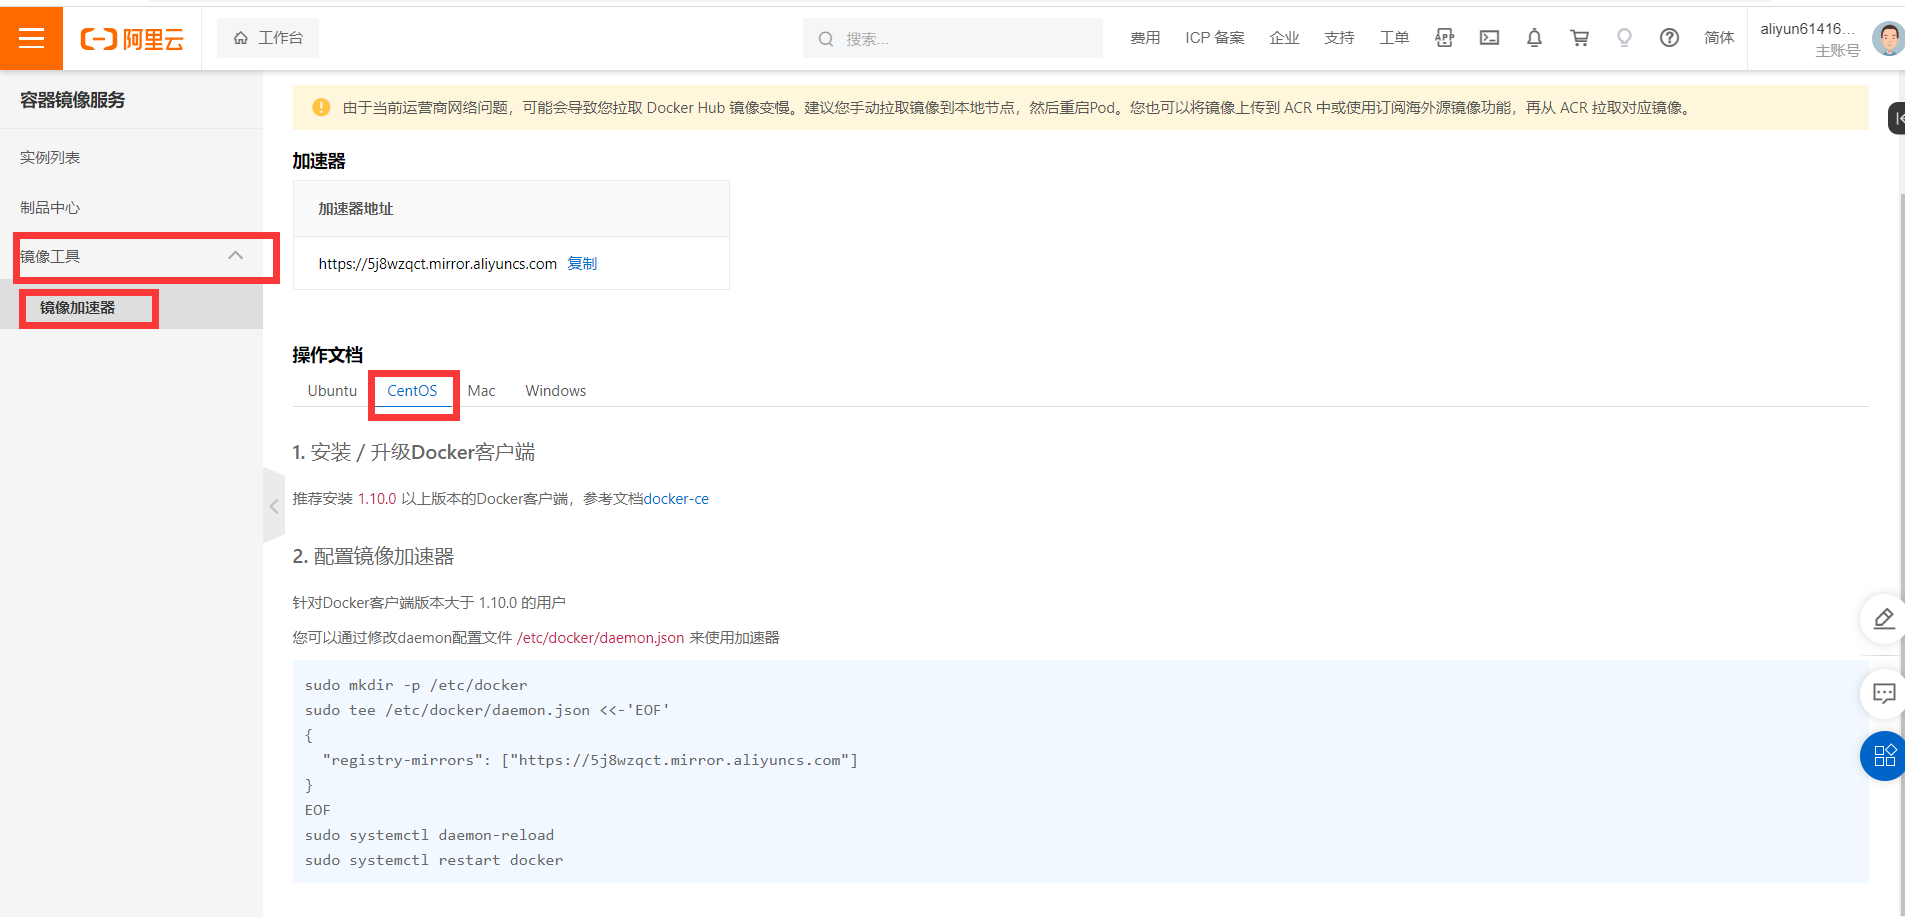 阿里云
工作台
搜索...
费用
ICP 备案
企业
支持
工单
APP
简体
aliyun61416...
主账号
容器镜像服务
实例列表
制品中心
镜像工具
镜像加速器
由于当前运营商网络问题，可能会导致您拉取 Docker Hub 镜像变慢。建议您手动拉取镜像到本地节点，然后重启Pod。您也可以将镜像上传到 ACR 中或使用订阅海外源镜像功能，再从 ACR 拉取对应镜像。
加速器
加速器地址
https://5j8wzqct.mirror.aliyuncs.com 复制
操作文档
Ubuntu CentOS Mac Windows
1. 安装 / 升级Docker客户端
推荐安装 1.10.0 以上版本的Docker客户端，参考文档docker-ce
2. 配置镜像加速器
针对Docker客户端版本大于 1.10.0 的用户
您可以通过修改daemon配置文件 /etc/docker/daemon.json 来使用加速器
sudo mkdir -p /etc/docker
sudo tee /etc/docker/daemon.json <<-'EOF'
{
  "registry-mirrors": ["https://5j8wzqct.mirror.aliyuncs.com"]
}
EOF
sudo systemctl daemon-reload
sudo systemctl restart docker